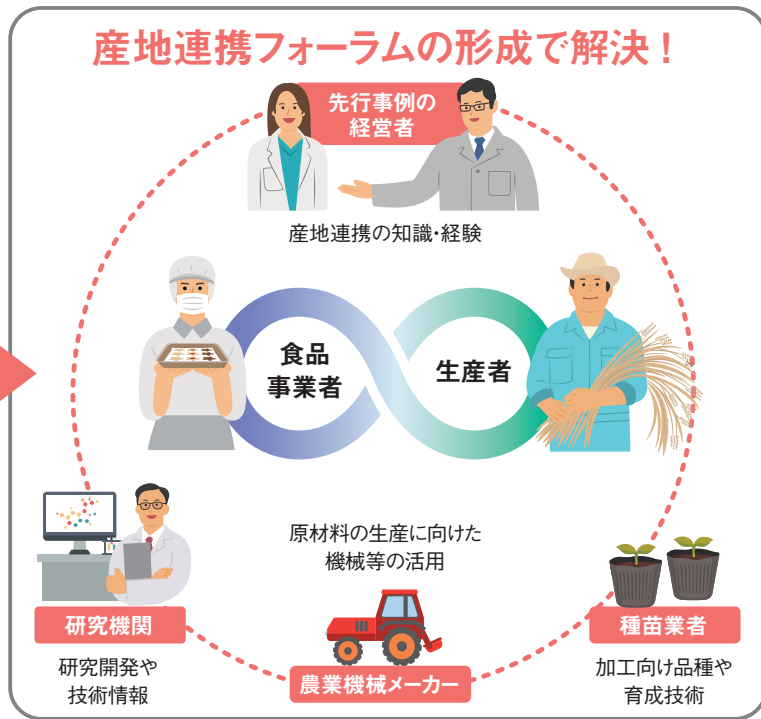 産地連携フォーラムの形成で解決！
先行事例の
経営者
産地連携の知識・経験
食品
事業者
生産者
原材料の生産に向けた
機械等の活用
研究機関
研究開発や
技術情報
農業機械メーカー
種苗業者
加工向け品種や
育成技術